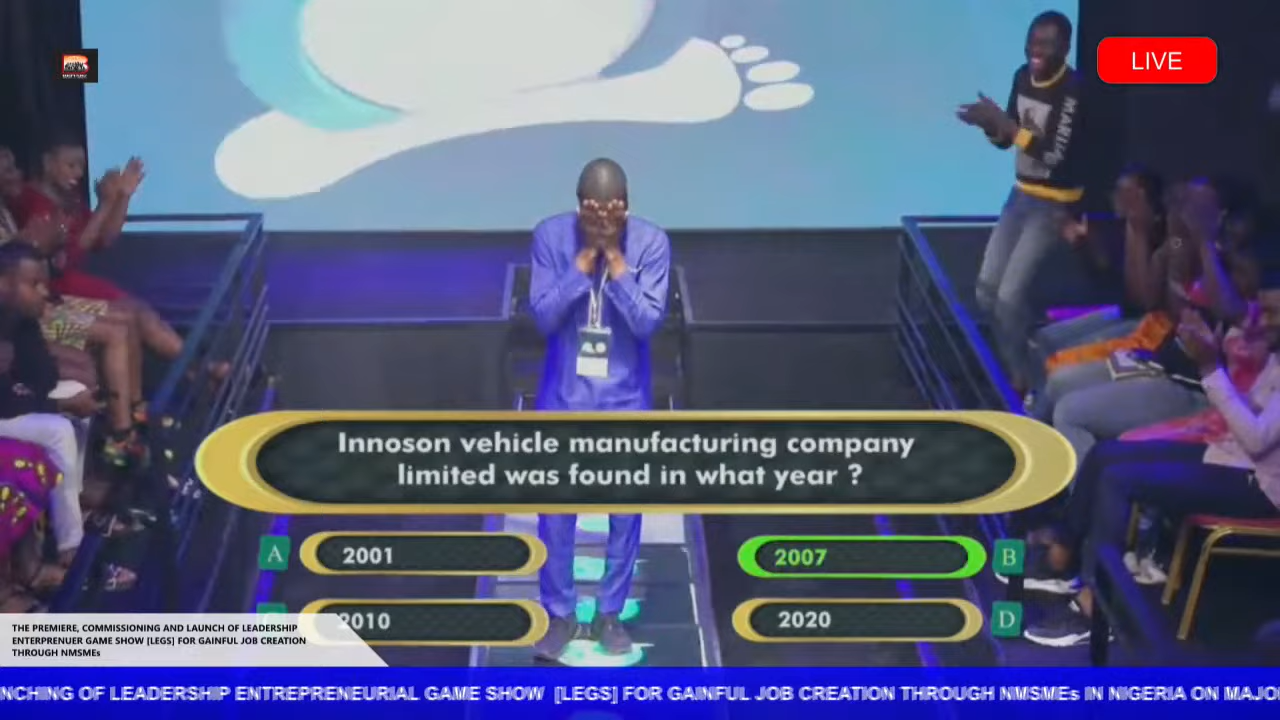 LIVE
MARINE
Innoson vehicle manufacturing company
limited was found in what year ?
A 2001
2007 B
2010
2020 D
THE PREMIERE, COMMISSIONING AND LAUNCH OF LEADERSHIP
ENTERPRENUER GAME SHOW [LEGS] FOR GAINFUL JOB CREATION
THROUGH NMSMEs
NCHING OF LEADERSHIP ENTREPRENEURIAL GAME SHOW [LEGS] FOR GAINFUL JOB CREATION THROUGH NMSMEs IN NIGERIA ON MAJO